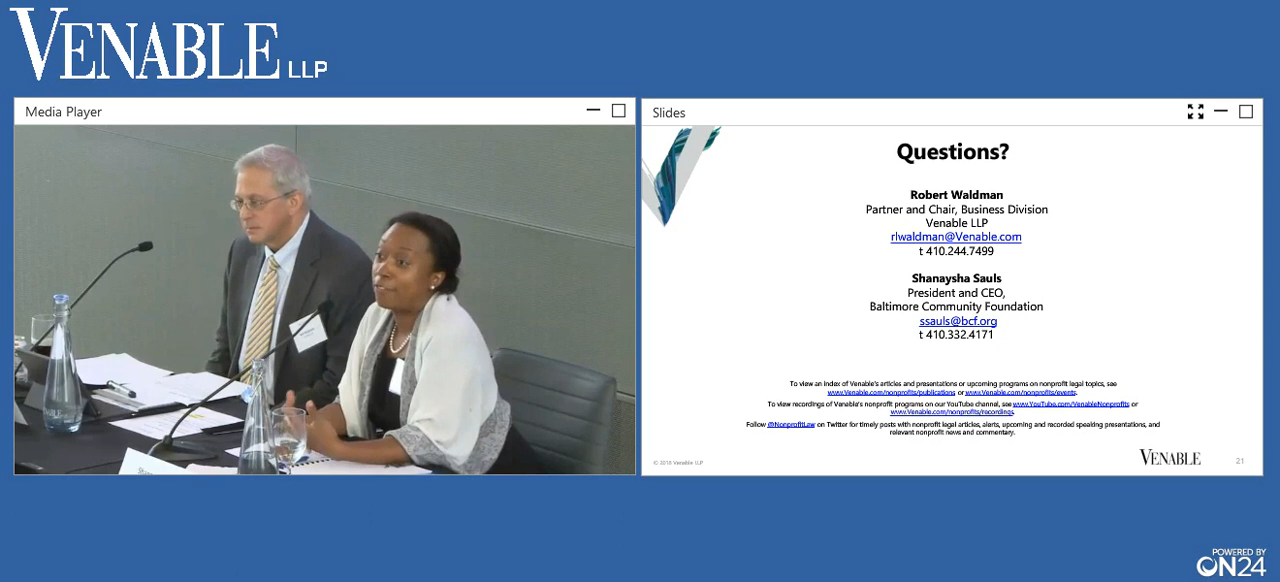 VENABLE LLP
Media Player
Slides
Questions?
Robert Waldman
Partner and Chair, Business Division
Venable LLP
rlwaldman@Venable.com
t 410.244.7499
Shanaysha Sauls
President and CEO,
Baltimore Community Foundation
ssauls@bcf.org
t 410.332.4171
To view an index of Venable's articles and presentations or upcoming programs on nonprofit legal topics, see
www.Venable.com/nonprofits/publications or www.Venable.com/nonprofits/events.
To view recordings of Venable's nonprofit programs on our YouTube channel, see www.YouTube.com/VenableNonprofits or
www.Venable.com/nonprofits/recordings.
Follow @NonprofitLaw on Twitter for timely posts with nonprofit legal articles, alerts, upcoming and recorded speaking presentations, and
relevant nonprofit news and commentary.
© 2018 Venable LLP
VENABLE
21
POWERED BY
ON24